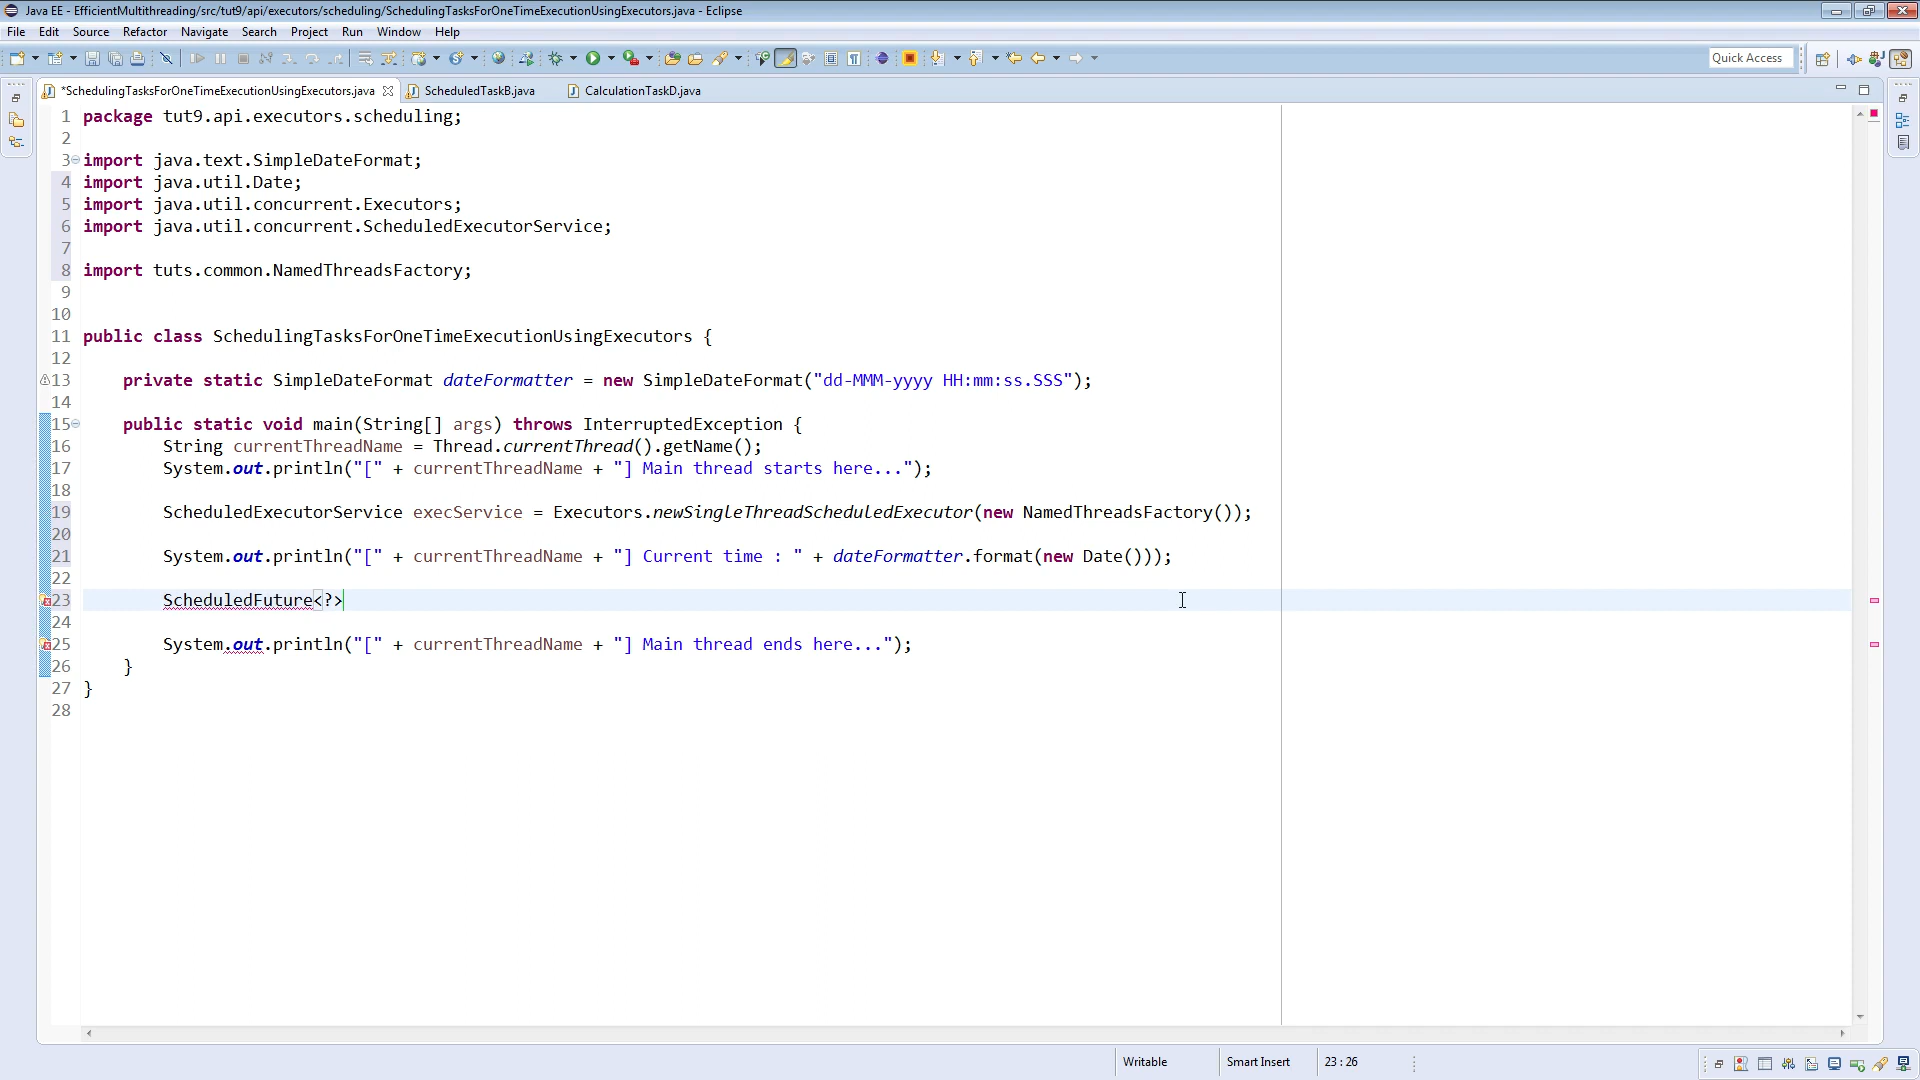 Java EE - EfficientMultithreading/src/tut9/api/executors/scheduling/SchedulingTasksForOneTimeExecutionUsingExecutors.java - Eclipse
File Edit Source Refactor Navigate Search Project Run Window Help
Quick Access
*SchedulingTasksForOneTimeExecutionUsingExecutors.java ScheduledTaskB.java CalculationTaskD.java
1 package tut9.api.executors.scheduling;
2
3 import java.text.SimpleDateFormat;
4 import java.util.Date;
5 import java.util.concurrent.Executors;
6 import java.util.concurrent.ScheduledExecutorService;
7
8 import tuts.common.NamedThreadsFactory;
9
10
11 public class SchedulingTasksForOneTimeExecutionUsingExecutors {
12
13 private static SimpleDateFormat dateFormatter = new SimpleDateFormat("dd-MMM-yyyy HH:mm:ss.SSS");
14
15 public static void main(String[] args) throws InterruptedException {
16 String currentThreadName = Thread.currentThread().getName();
17 System.out.println("[" + currentThreadName + "] Main thread starts here...");
18
19 ScheduledExecutorService execService = Executors.newSingleThreadScheduledExecutor(new NamedThreadsFactory());
20
21 System.out.println("[" + currentThreadName + "] Current time : " + dateFormatter.format(new Date()));
22
23 ScheduledFuture<?>
24
25 System.out.println("[" + currentThreadName + "] Main thread ends here...");
26 }
27 }
28
Writable Smart Insert 23 : 26